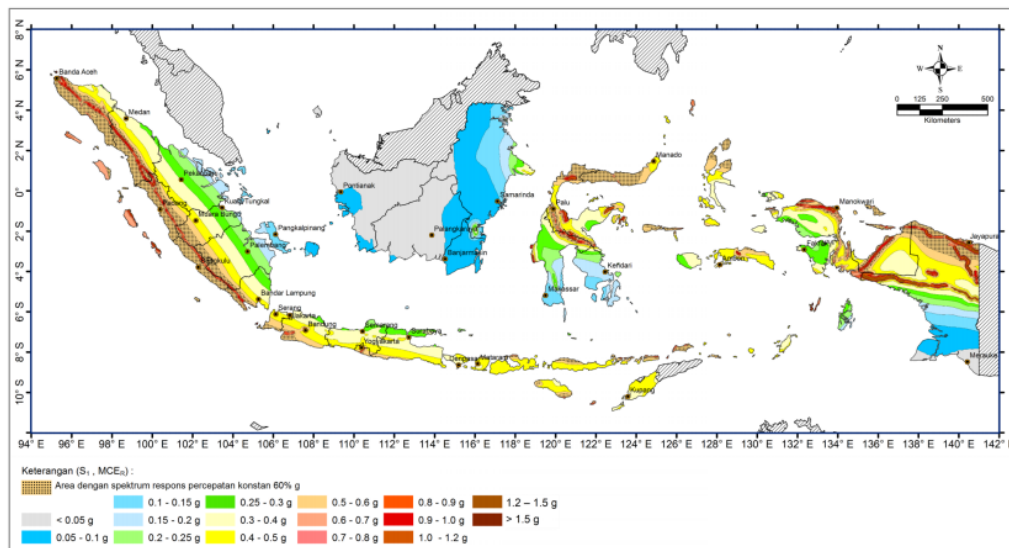 8° N
6° N
4° N
2° N
0°
2° S
4° S
6° S
8° S
10° S
94° E 96° E 98° E 100° E 102° E 104° E 106° E 108° E 110° E 112° E 114° E 116° E 118° E 120° E 122° E 124° E 126° E 128° E 130° E 132° E 134° E 136° E 138° E 140° E 142° E
N
W E
S
0 125 250 500
Kilometers
Banda Aceh
Medan
Manado
Pontianak
Samarinda
Palu
Manokwari
Padang
Muara Bungo
Kuala Tungkal
Pangkalpinang
Palangkaraya
Jayapura
Palembang
Banjarmasin
Bengkulu
Ambon
Kendari
Bandar Lampung
Makassar
Serang
Jakarta
Bandung
Semarang
Surabaya
Yogjakarta
Denpasar
Mataram
Merauke
Kupang
Keterangan (S₁ , MCER) :
Area dengan spektrum respons percepatan konstan 60% g
< 0.05 g
0.05 - 0.1 g
0.1 - 0.15 g
0.15 - 0.2 g
0.2 - 0.25 g
0.25 - 0.3 g
0.3 - 0.4 g
0.4 - 0.5 g
0.5 - 0.6 g
0.6 - 0.7 g
0.7 - 0.8 g
0.8 - 0.9 g
0.9 - 1.0 g
1.0 - 1.2 g
1.2 – 1.5 g
> 1.5 g